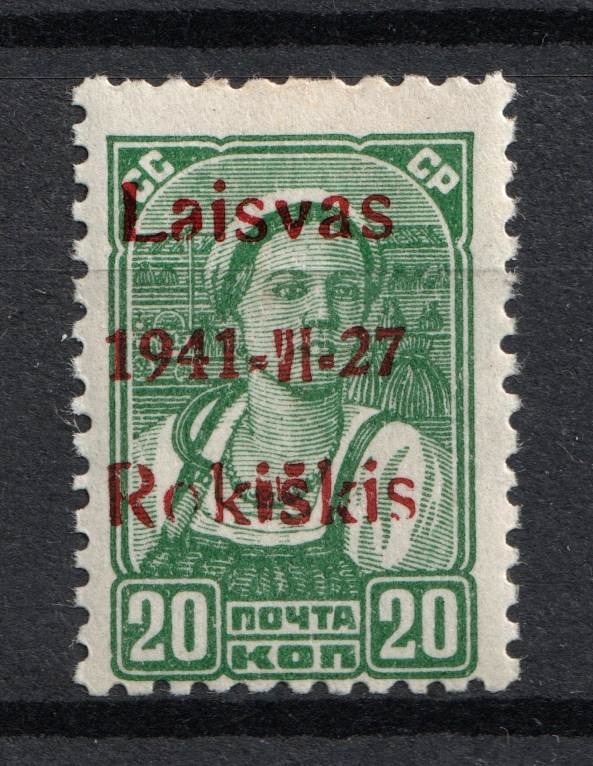 СС СР
Laisvas
1941-VI-27
Rokiškis
20 ПОЧТА 20
КОП